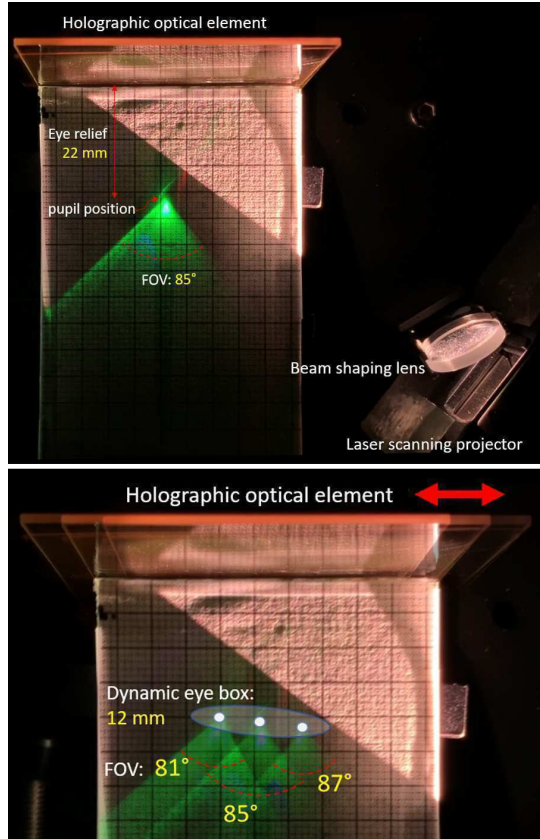 Holographic optical element
Eye relief
22 mm
pupil position
FOV: 85°
Beam shaping lens
Laser scanning projector
Holographic optical element
Dynamic eye box:
12 mm
FOV: 81°
87°
85°